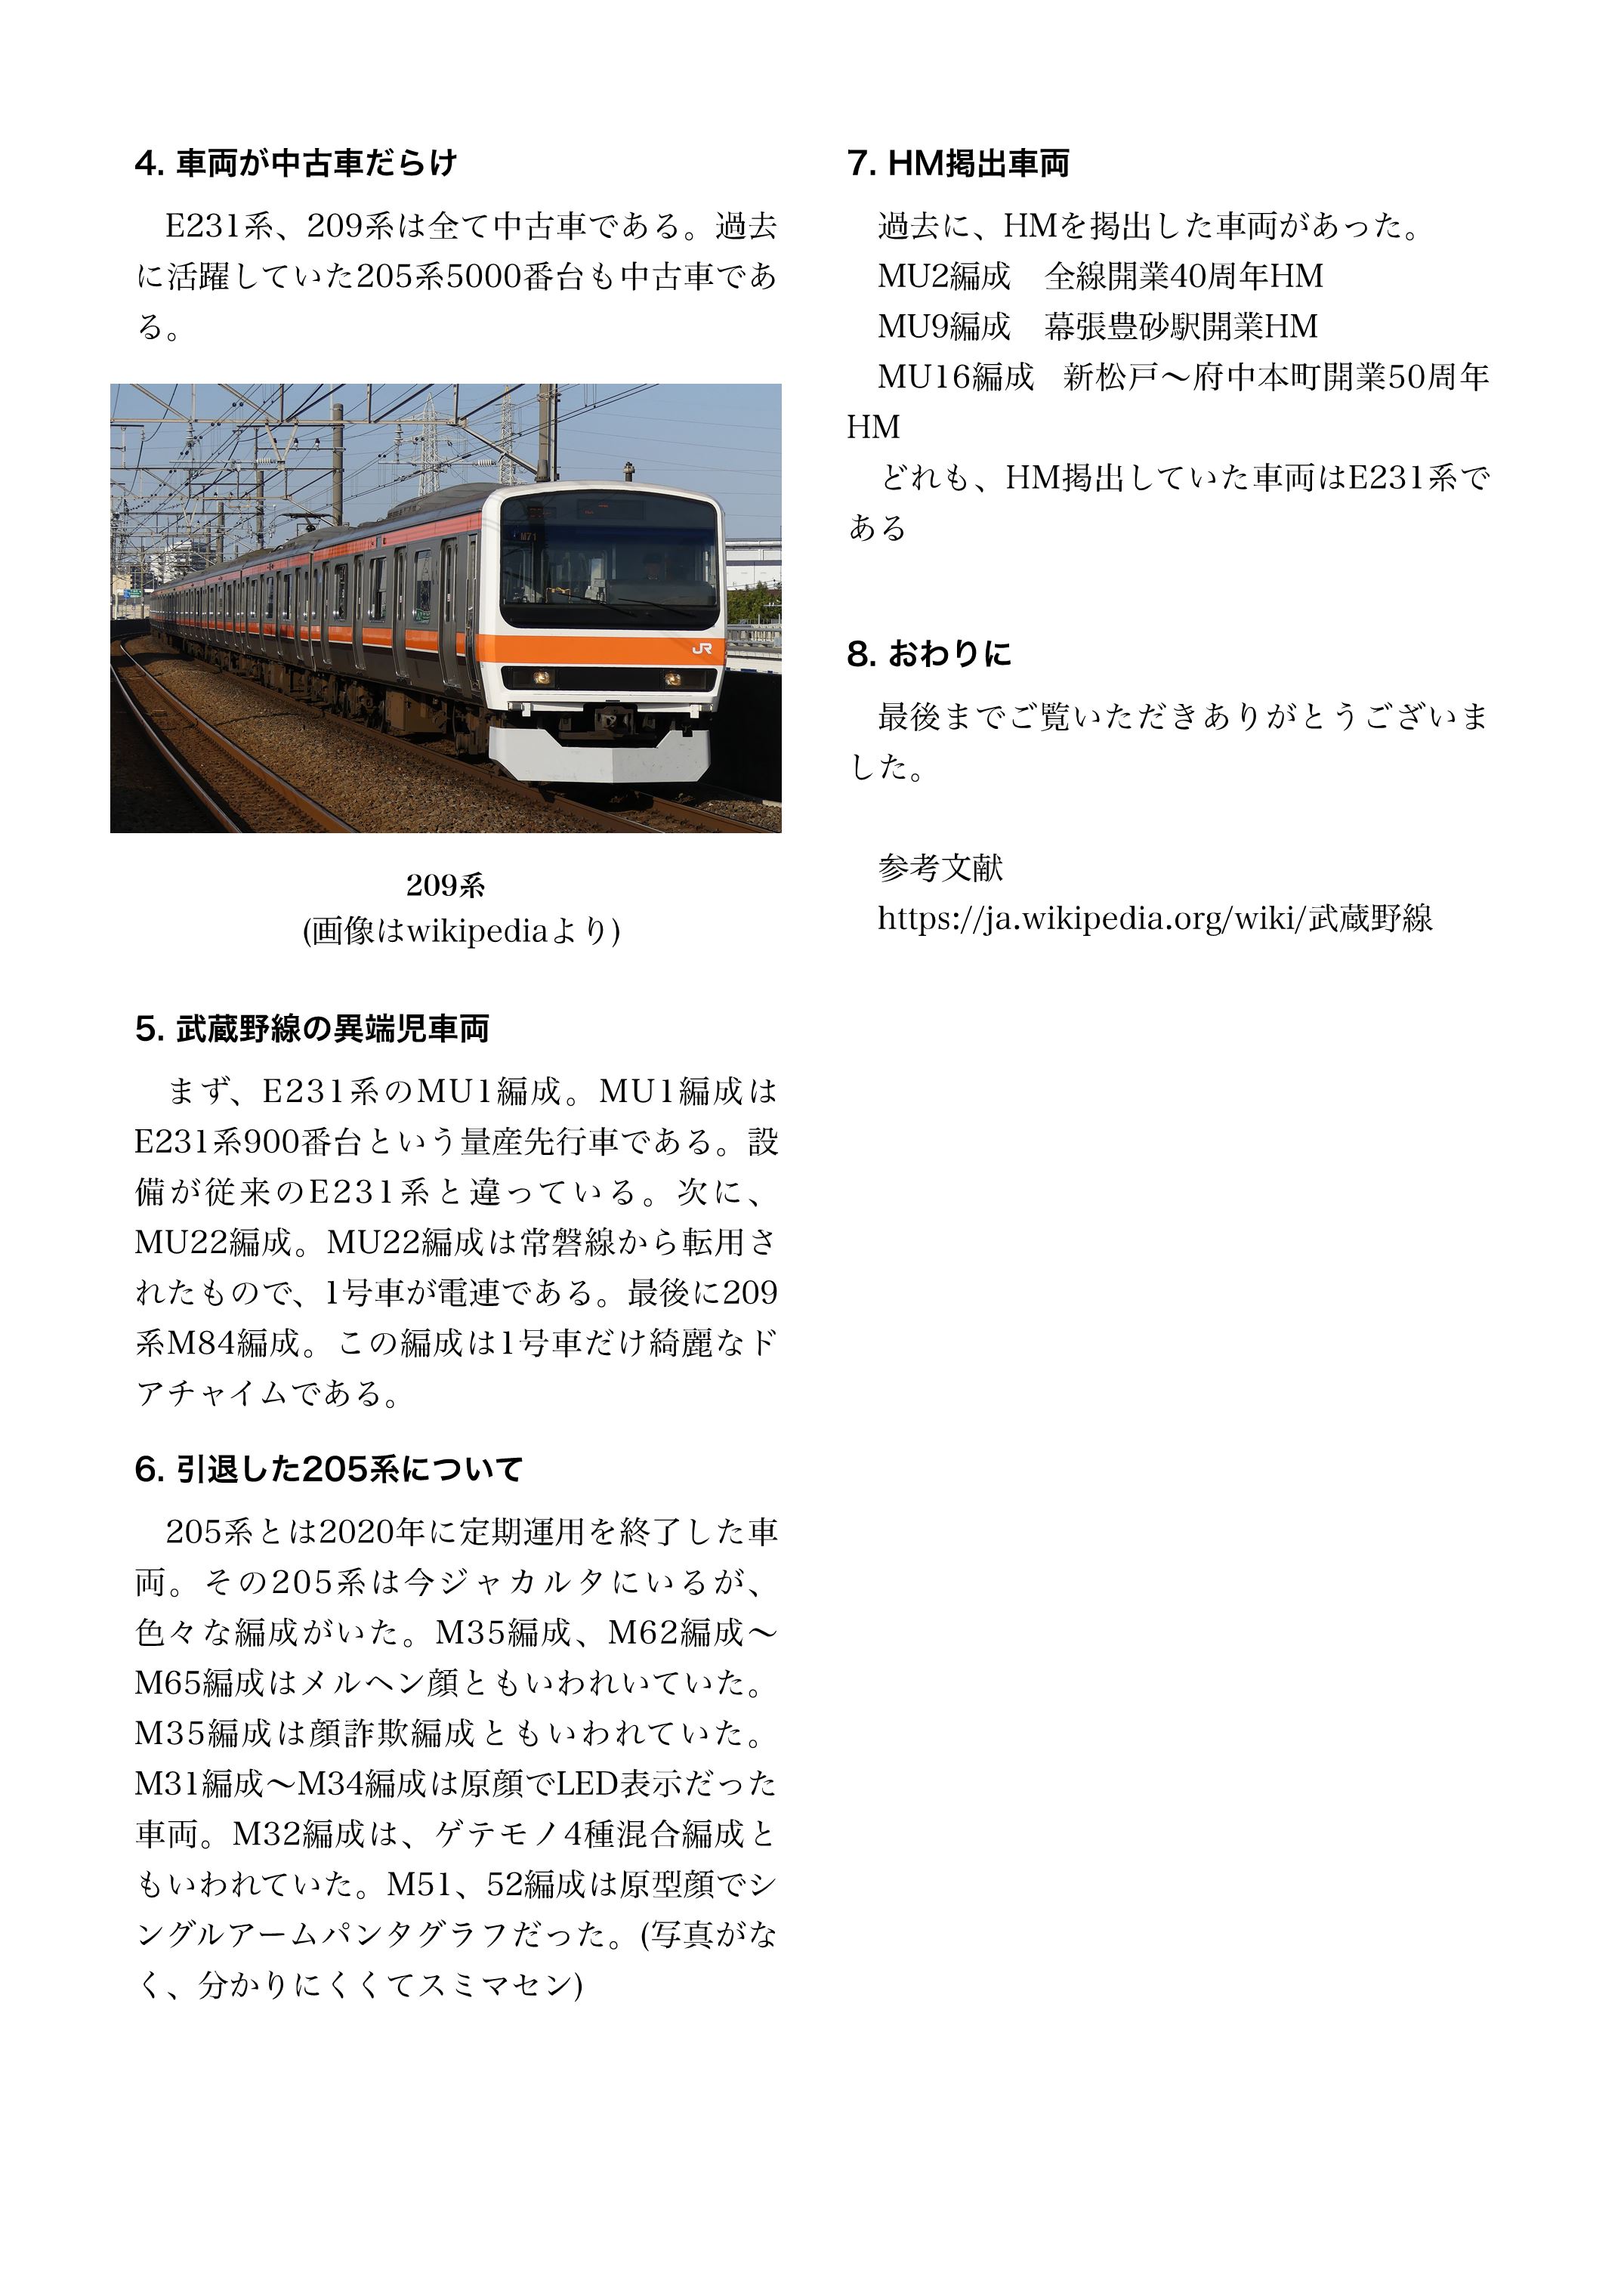 4. 車両が中古車だらけ
E231系、209系は全て中古車である。過去
に活躍していた205系5000番台も中古車であ
る。
M71
JR
209系
(画像はwikipediaより)
5. 武蔵野線の異端児車両
まず、E231系のMU1編成。MU1編成は
E231系900番台という量産先行車である。設
備が従来のE231系と違っている。次に、
MU22編成。MU22編成は常磐線から転用さ
れたもので、1号車が電連である。最後に209
系M84編成。この編成は1号車だけ綺麗なド
アチャイムである。
6. 引退した205系について
205系とは2020年に定期運用を終了した車
両。その205系は今ジャカルタにいるが、
色々な編成がいた。M35編成、M62編成〜
M65編成はメルヘン顔ともいわれいていた。
M35編成は顔詐欺編成ともいわれていた。
M31編成〜M34編成は原顔でLED表示だった
車両。M32編成は、ゲテモノ4種混合編成と
もいわれていた。M51、52編成は原型顔でシ
ングルアームパンタグラフだった。(写真がな
く、分かりにくくてスミマセン)
7. HM掲出車両
過去に、HMを掲出した車両があった。
MU2編成　全線開業40周年HM
MU9編成　幕張豊砂駅開業HM
MU16編成　新松戸〜府中本町開業50周年
HM
どれも、HM掲出していた車両はE231系で
ある
8. おわりに
最後までご覧いただきありがとうございま
した。
参考文献
https://ja.wikipedia.org/wiki/武蔵野線